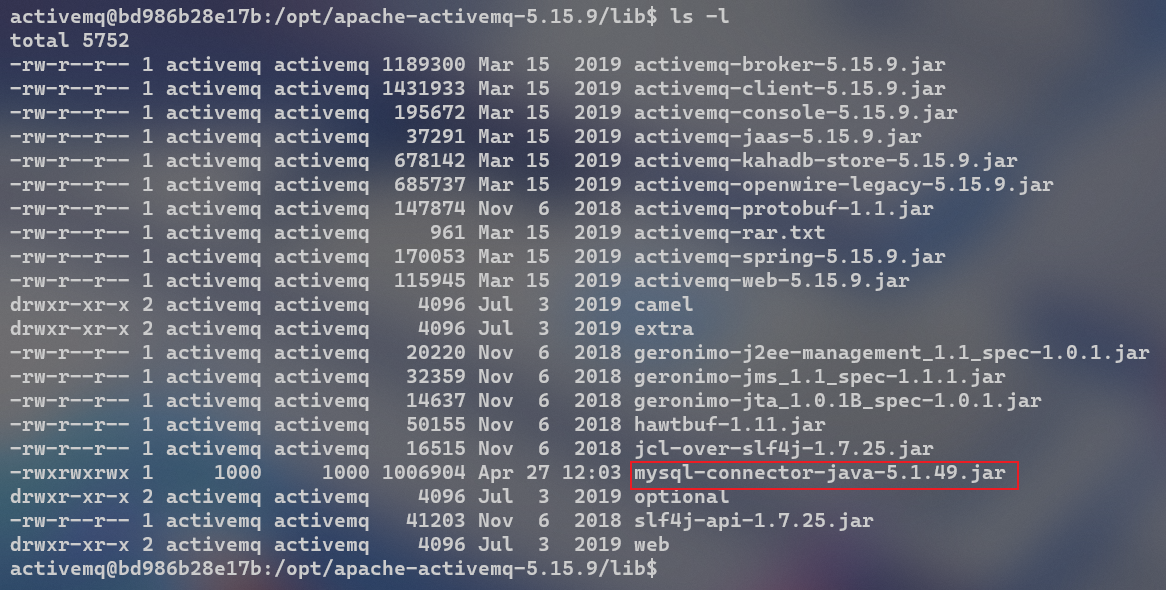 activemq@bd986b28e17b:/opt/apache-activemq-5.15.9/lib$ ls -l
total 5752
-rw-r--r-- 1 activemq activemq 1189300 Mar 15  2019 activemq-broker-5.15.9.jar
-rw-r--r-- 1 activemq activemq 1431933 Mar 15  2019 activemq-client-5.15.9.jar
-rw-r--r-- 1 activemq activemq  195672 Mar 15  2019 activemq-console-5.15.9.jar
-rw-r--r-- 1 activemq activemq   37291 Mar 15  2019 activemq-jaas-5.15.9.jar
-rw-r--r-- 1 activemq activemq  678142 Mar 15  2019 activemq-kahadb-store-5.15.9.jar
-rw-r--r-- 1 activemq activemq  685737 Mar 15  2019 activemq-openwire-legacy-5.15.9.jar
-rw-r--r-- 1 activemq activemq  147874 Nov  6  2018 activemq-protobuf-1.1.jar
-rw-r--r-- 1 activemq activemq     961 Mar 15  2019 activemq-rar.txt
-rw-r--r-- 1 activemq activemq  170053 Mar 15  2019 activemq-spring-5.15.9.jar
-rw-r--r-- 1 activemq activemq  115945 Mar 15  2019 activemq-web-5.15.9.jar
drwxr-xr-x 2 activemq activemq    4096 Jul  3  2019 camel
drwxr-xr-x 2 activemq activemq    4096 Jul  3  2019 extra
-rw-r--r-- 1 activemq activemq   20220 Nov  6  2018 geronimo-j2ee-management_1.1_spec-1.0.1.jar
-rw-r--r-- 1 activemq activemq   32359 Nov  6  2018 geronimo-jms_1.1_spec-1.1.1.jar
-rw-r--r-- 1 activemq activemq   14637 Nov  6  2018 geronimo-jta_1.0.1B_spec-1.0.1.jar
-rw-r--r-- 1 activemq activemq   50155 Nov  6  2018 hawtbuf-1.11.jar
-rw-r--r-- 1 activemq activemq   16515 Nov  6  2018 jcl-over-slf4j-1.7.25.jar
-rwxrwxrwx 1     1000     1000 1006904 Apr 27 12:03 mysql-connector-java-5.1.49.jar
drwxr-xr-x 2 activemq activemq    4096 Jul  3  2019 optional
-rw-r--r-- 1 activemq activemq   41203 Nov  6  2018 slf4j-api-1.7.25.jar
drwxr-xr-x 2 activemq activemq    4096 Jul  3  2019 web
activemq@bd986b28e17b:/opt/apache-activemq-5.15.9/lib$